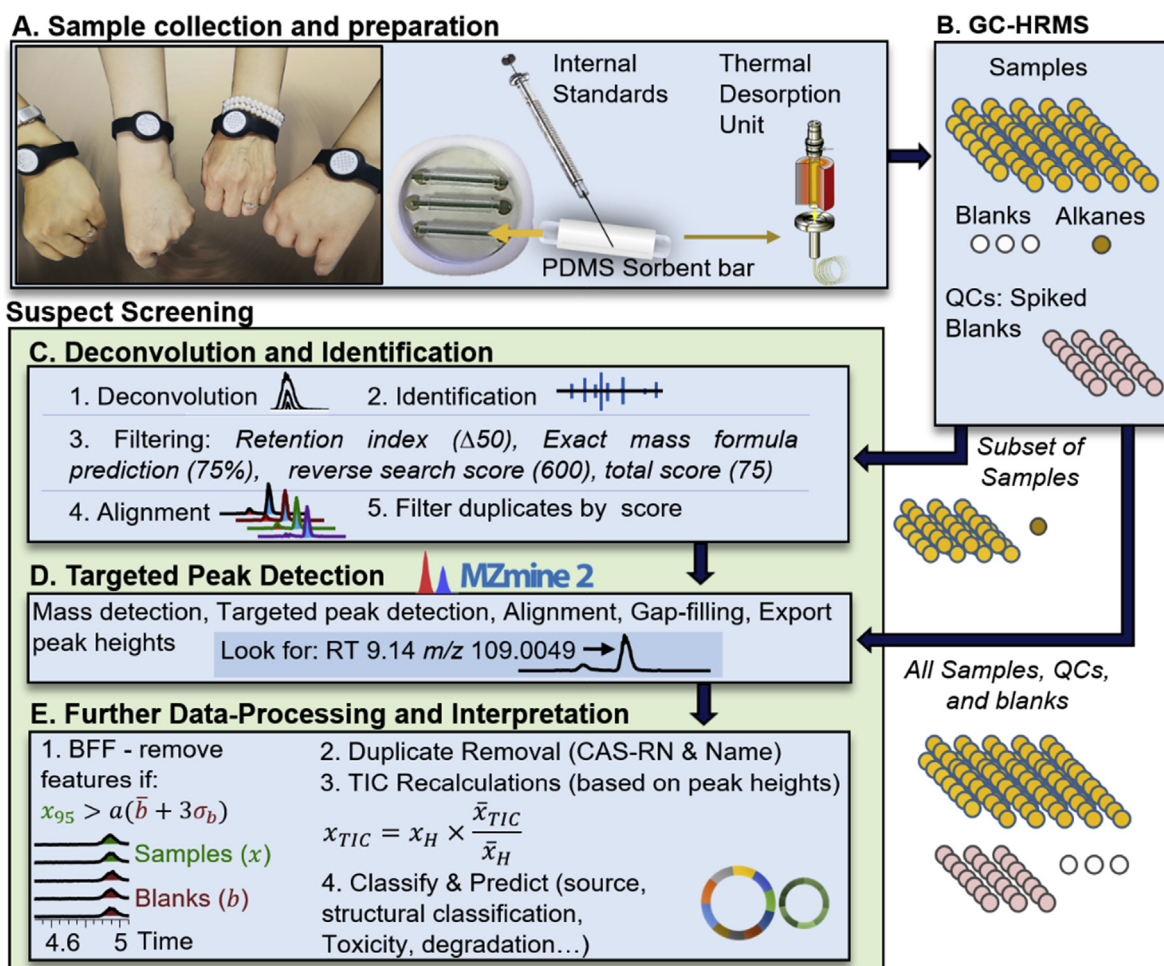 A. Sample collection and preparation
Internal
Standards
Thermal
Desorption
Unit
PDMS Sorbent bar
B. GC-HRMS
Samples
Blanks
Alkanes
QCs: Spiked
Blanks
Suspect Screening
C. Deconvolution and Identification
1. Deconvolution
2. Identification
3. Filtering: Retention index (Δ50), Exact mass formula
prediction (75%), reverse search score (600), total score (75)
4. Alignment
5. Filter duplicates by score
Subset of
Samples
D. Targeted Peak Detection
MZmine 2
Mass detection, Targeted peak detection, Alignment, Gap-filling, Export
peak heights
Look for: RT 9.14 m/z 109.0049
All Samples, QCs,
and blanks
E. Further Data-Processing and Interpretation
1. BFF - remove
features if:
x₉₅ > a(b̄ + 3σ_b)
Samples (x)
Blanks (b)
4.6 5 Time
2. Duplicate Removal (CAS-RN & Name)
3. TIC Recalculations (based on peak heights)
x_TIC = x_H × x̄_TIC / x̄_H
4. Classify & Predict (source,
structural classification,
Toxicity, degradation...)